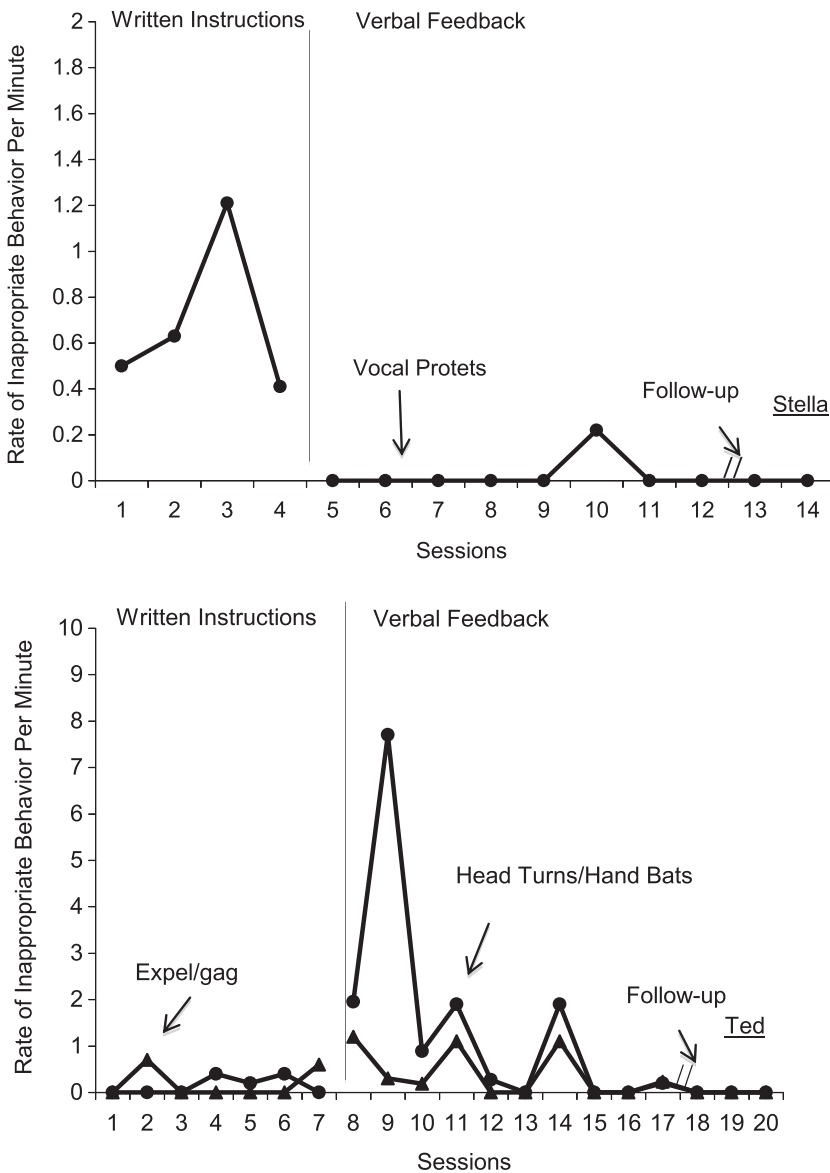 Written Instructions Verbal Feedback
Rate of Inappropriate Behavior Per Minute
2
1.8
1.6
1.4
1.2
1
0.8
0.6
0.4
0.2
0
Vocal Protets
Follow-up
Stella
1 2 3 4 5 6 7 8 9 10 11 12 13 14
Sessions
Written Instructions Verbal Feedback
Rate of Inappropriate Behavior Per Minute
10
9
8
7
6
5
4
3
2
1
0
Head Turns/Hand Bats
Expel/gag
Follow-up
Ted
1 2 3 4 5 6 7 8 9 10 11 12 13 14 15 16 17 18 19 20
Sessions